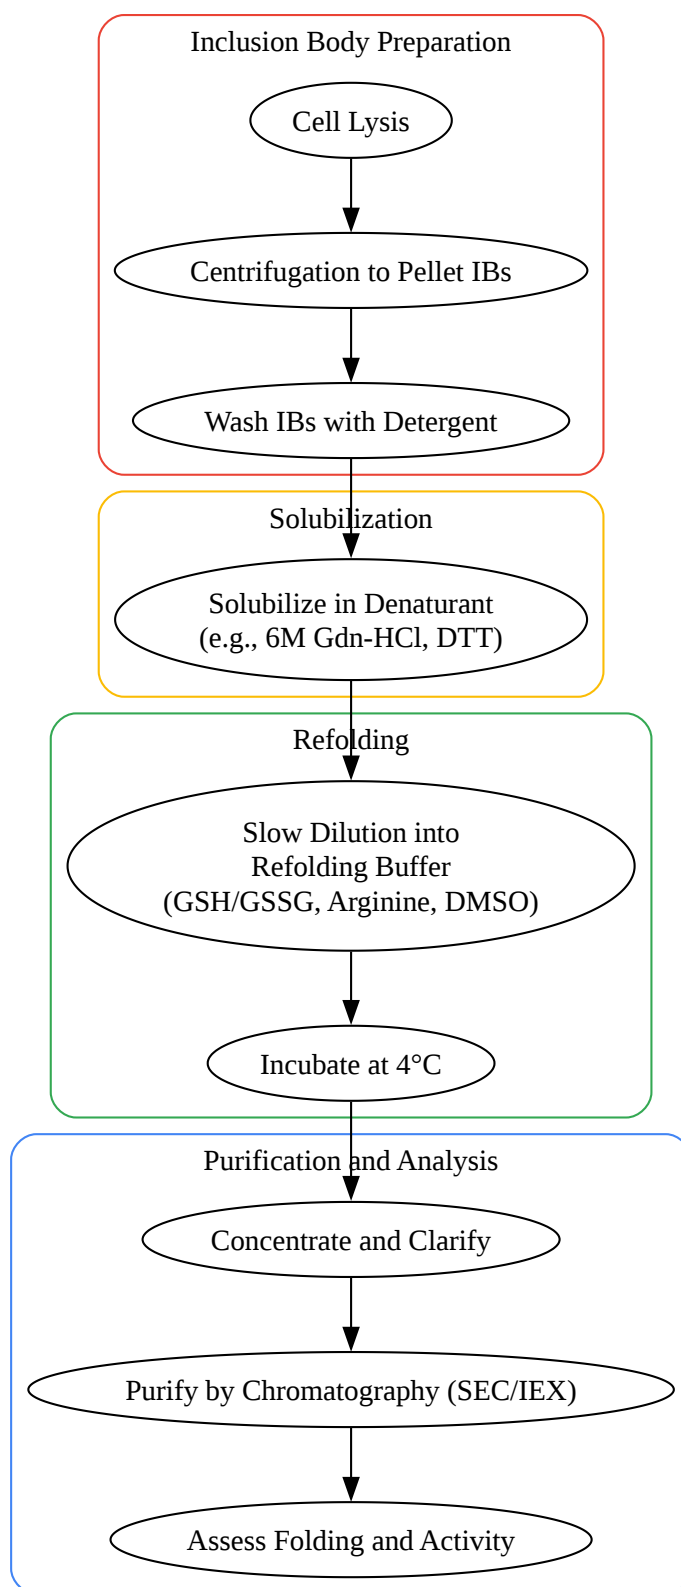 Inclusion Body Preparation
Cell Lysis
Centrifugation to Pellet IBs
Wash IBs with Detergent
Solubilization
Solubilize in Denaturant
(e.g., 6M Gdn-HCl, DTT)
Refolding
Slow Dilution into
Refolding Buffer
(GSH/GSSG, Arginine, DMSO)
Incubate at 4°C
Purification and Analysis
Concentrate and Clarify
Purify by Chromatography (SEC/IEX)
Assess Folding and Activity